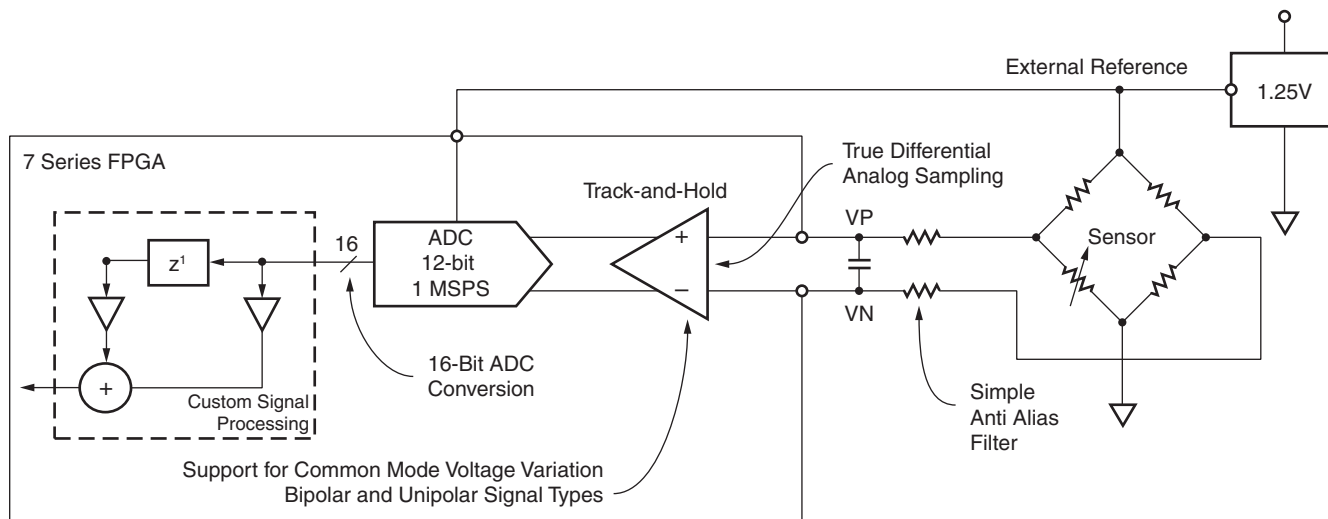 External Reference
1.25V
7 Series FPGA
True Differential
Analog Sampling
Track-and-Hold
VP
Sensor
16
ADC
12-bit
1 MSPS
z¹
+
+
−
VN
16-Bit ADC
Conversion
Custom Signal
Processing
Simple
Anti Alias
Filter
Support for Common Mode Voltage Variation
Bipolar and Unipolar Signal Types